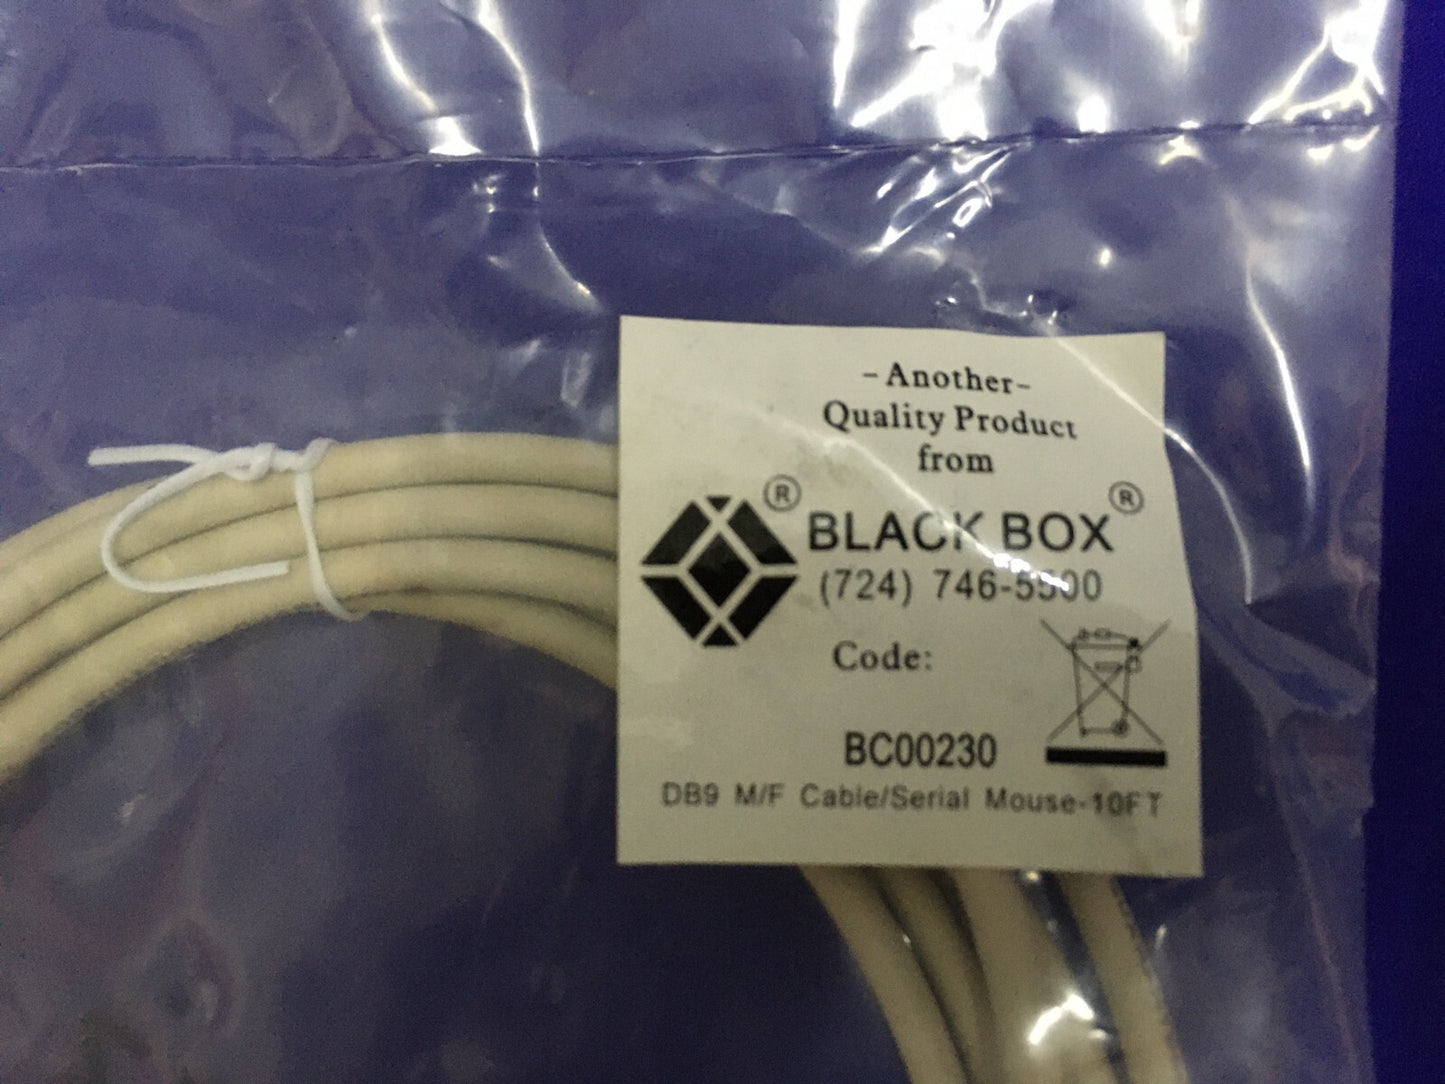 -Another-
Quality Product
from
® BLACK BOX ®
(724) 746-5500
Code:
BC00230
DB9 M/F Cable/Serial Mouse-10FT